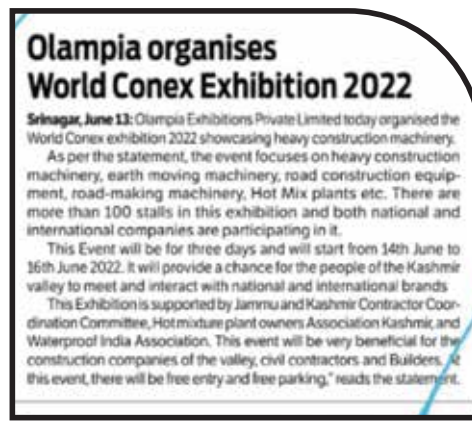 Olampia organises
World Conex Exhibition 2022
Srinagar, June 13: Olampia Exhibitions Private Limited today organised the
World Conex exhibition 2022 showcasing heavy construction machinery.
As per the statement, the event focuses on heavy construction
machinery, earth moving machinery, road construction equip-
ment, road-making machinery, Hot Mix plants etc. There are
more than 100 stalls in this exhibition and both national and
international companies are participating in it.
This Event will be for three days and will start from 14th June to
16th June 2022. it will provide a chance for the people of the Kashmir
valley to meet and interact with national and international brands
This Exhibition is supported by Jammu and Kashmir Contractor Coor-
dination Committee, Hotmixture plant owners Association Kashmir, and
Waterproof India Association. This event will be very beneficial for the
construction companies of the valley, civil contractors and Builders. At
this event, there will be free entry and free parking," reads the statement.